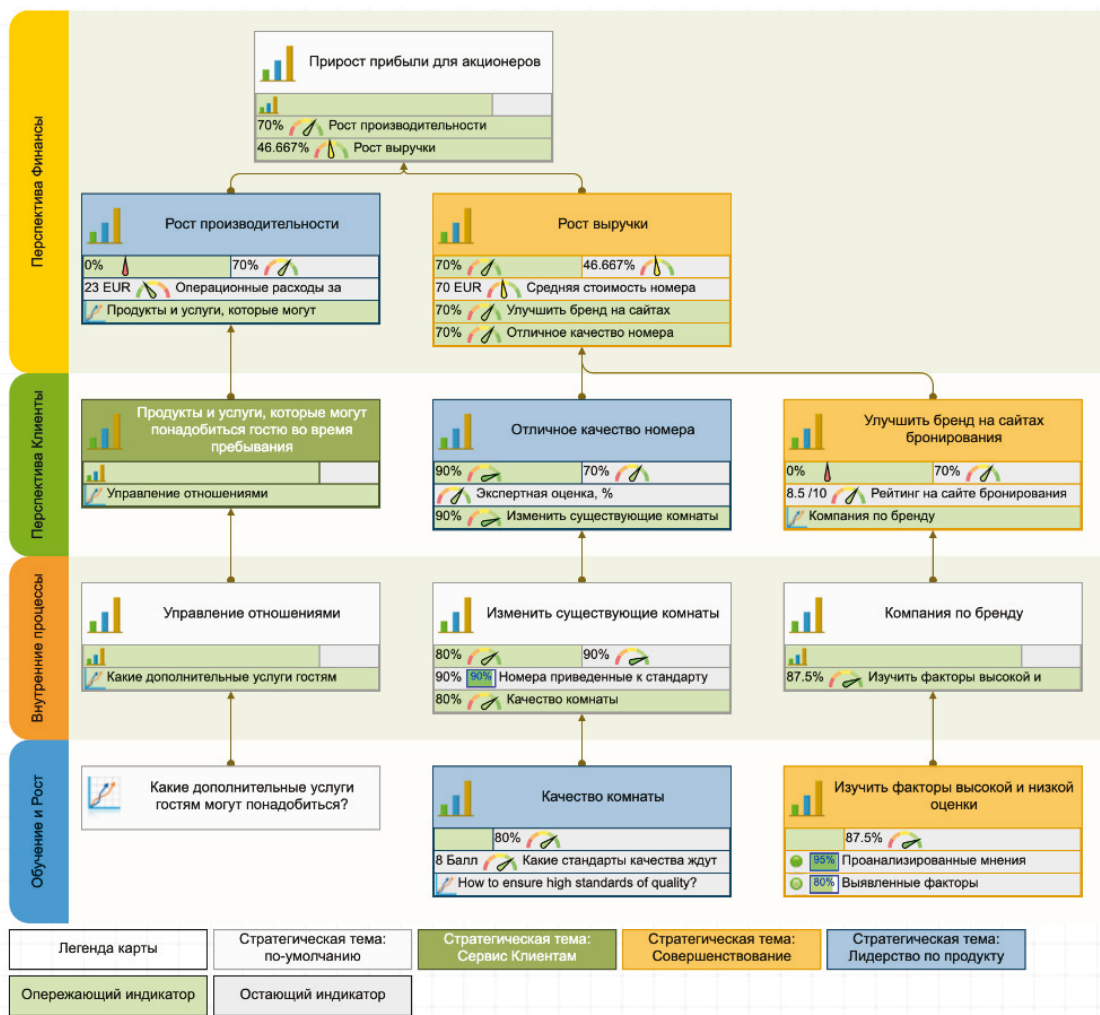 Перспектива Финансы
Прирост прибыли для акционеров
70% Рост производительности
46.667% Рост выручки
Рост производительности
0% 70%
23 EUR Операционные расходы за
Продукты и услуги, которые могут
Рост выручки
70% 46.667%
70 EUR Средняя стоимость номера
70% Улучшить бренд на сайтах
70% Отличное качество номера
Перспектива Клиенты
Продукты и услуги, которые могут
понадобиться гостю во время
пребывания
Управление отношениями
Отличное качество номера
90% 70%
Экспертная оценка, %
90% Изменить существующие комнаты
Улучшить бренд на сайтах
бронирования
0% 70%
8.5 /10 Рейтинг на сайте бронирования
Компания по бренду
Внутренние процессы
Управление отношениями
Какие дополнительные услуги гостям
Изменить существующие комнаты
80% 90%
90% 90% Номера приведенные к стандарту
80% Качество комнаты
Компания по бренду
87.5% Изучить факторы высокой и
Обучение и Рост
Какие дополнительные услуги
гостям могут понадобиться?
Качество комнаты
80%
8 Балл Какие стандарты качества ждут
How to ensure high standards of quality?
Изучить факторы высокой и низкой
оценки
87.5%
95% Проанализированные мнения
80% Выявленные факторы
Легенда карты
Стратегическая тема:
по-умолчанию
Стратегическая тема:
Сервис Клиентам
Стратегическая тема:
Совершенствование
Стратегическая тема:
Лидерство по продукту
Опережающий индикатор
Остающий индикатор